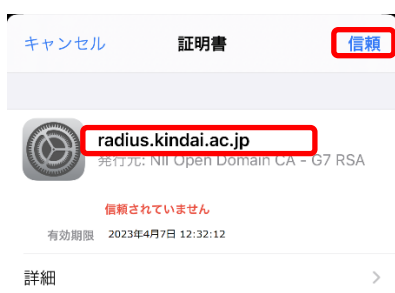 キャンセル 証明書 信頼
radius.kindai.ac.jp
発行元: NII Open Domain CA - G7 RSA
信頼されていません
有効期限 2023年4月7日 12:32:12
詳細